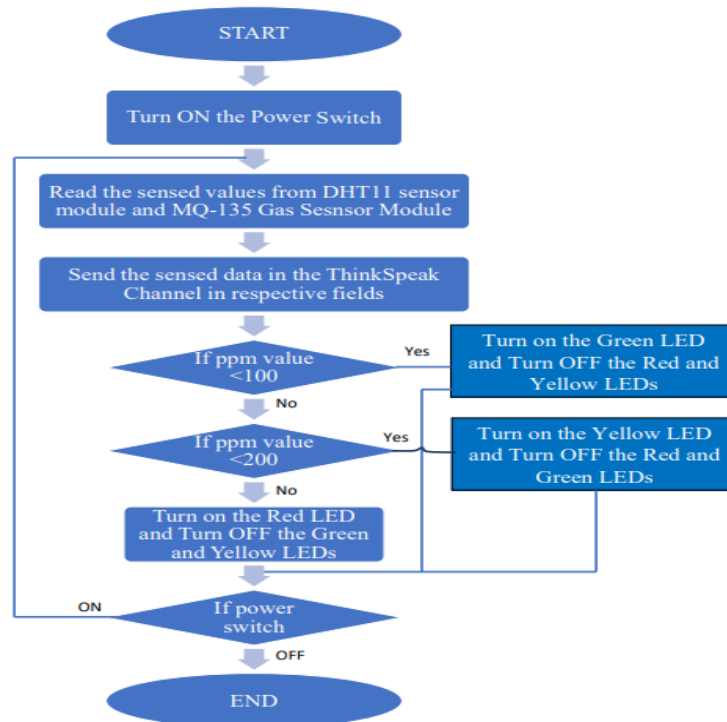 START
Turn ON the Power Switch
Read the sensed values from DHT11 sensor
module and MQ-135 Gas Sesnsor Module
Send the sensed data in the ThinkSpeak
Channel in respective fields
If ppm value
<100
Yes
Turn on the Green LED
and Turn OFF the Red and
Yellow LEDs
No
If ppm value
<200
Yes
Turn on the Yellow LED
and Turn OFF the Red and
Green LEDs
No
Turn on the Red LED
and Turn OFF the Green
and Yellow LEDs
ON
If power
switch
OFF
END